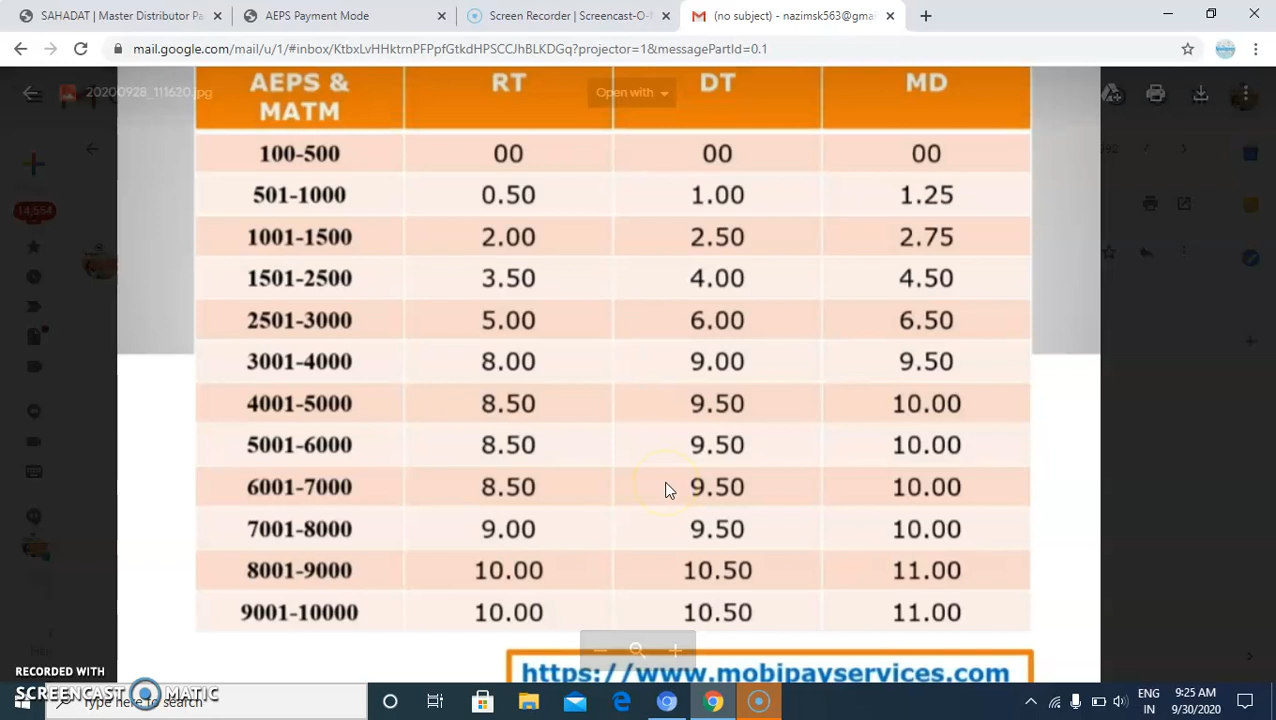 SAHADAT | Master Distributor Pa
AEPS Payment Mode
Screen Recorder | Screencast-O-
(no subject) - nazimsk563@gma
mail.google.com/mail/u/1/#inbox/KtbxLvHHktrnPFPpfGtkdHPSCCJhBLKDGq?projector=1&messagePartId=0.1
20200928_111620.jpg
Open with
14,554
AEPS & MATM RT DT MD
100-500 00 00 00
501-1000 0.50 1.00 1.25
1001-1500 2.00 2.50 2.75
1501-2500 3.50 4.00 4.50
2501-3000 5.00 6.00 6.50
3001-4000 8.00 9.00 9.50
4001-5000 8.50 9.50 10.00
5001-6000 8.50 9.50 10.00
6001-7000 8.50 9.50 10.00
7001-8000 9.00 9.50 10.00
8001-9000 10.00 10.50 11.00
9001-10000 10.00 10.50 11.00
https://www.mobipayservices.com
RECORDED WITH
SCREENCAST MATIC
Type here to search
ENG
IN
9:25 AM
9/30/2020